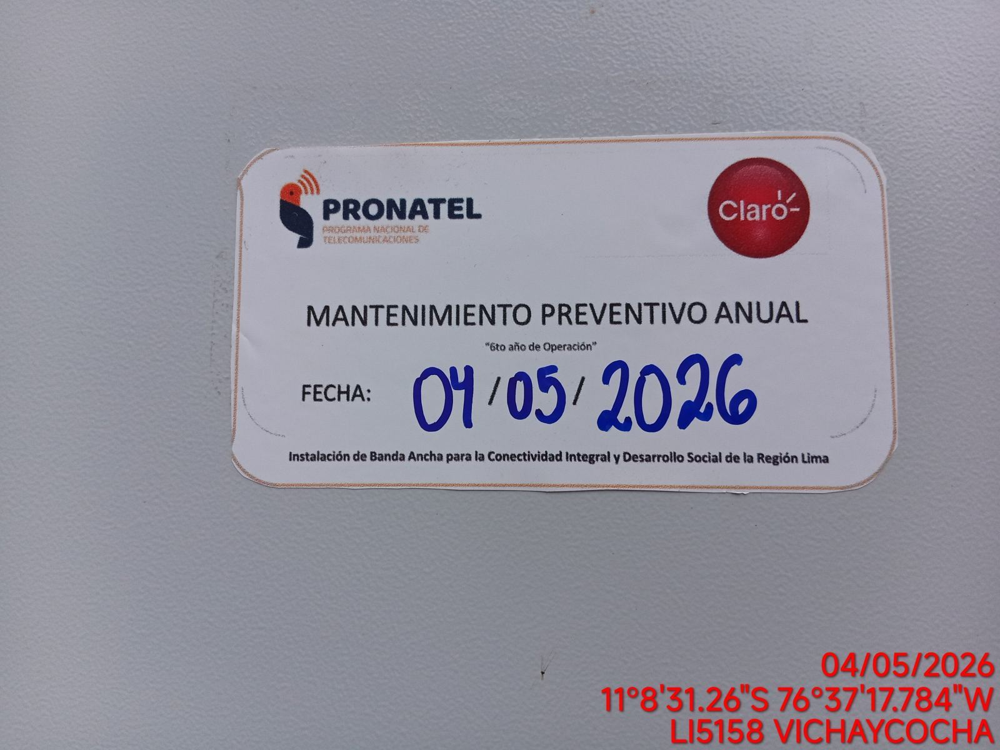 PRONATEL
PROGRAMA NACIONAL DE
TELECOMUNICACIONES
Claro
MANTENIMIENTO PREVENTIVO ANUAL
"6to año de Operación"
FECHA: 04/05/2026
Instalación de Banda Ancha para la Conectividad Integral y Desarrollo Social de la Región Lima
04/05/2026
11°8'31.26"S 76°37'17.784"W
LI5158 VICHAYCOCHA